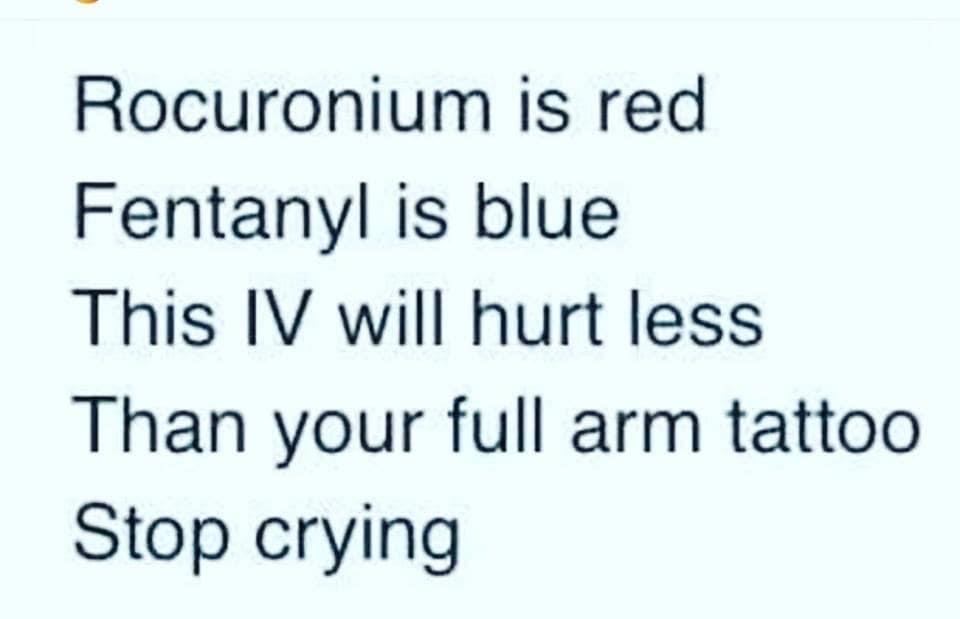 Rocuronium is red
Fentanyl is blue
This IV will hurt less
Than your full arm tattoo
Stop crying